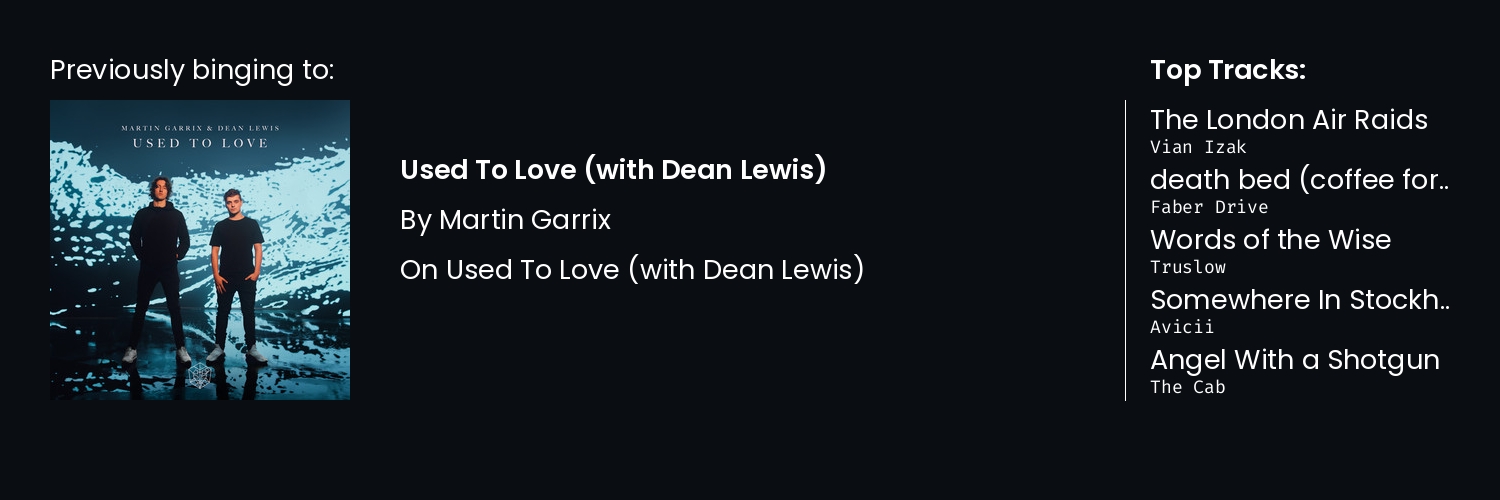 Previously binging to:
MARTIN GARRIX & DEAN LEWIS
USED TO LOVE
Used To Love (with Dean Lewis)
By Martin Garrix
On Used To Love (with Dean Lewis)
Top Tracks:
The London Air Raids
Vian Izak
death bed (coffee for..
Faber Drive
Words of the Wise
Truslow
Somewhere In Stockh..
Avicii
Angel With a Shotgun
The Cab